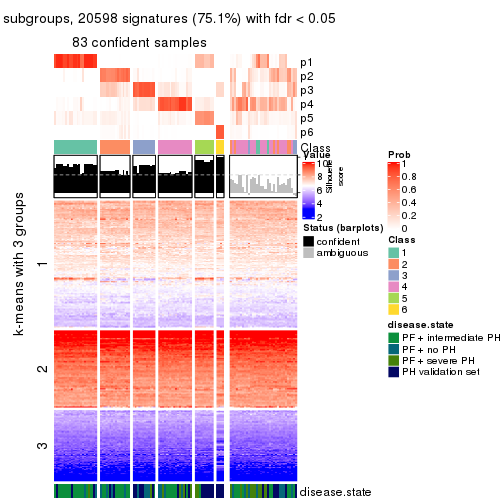 subgroups, 20598 signatures (75.1%) with fdr < 0.05
83 confident samples
p1
p2
p3
p4
p5
p6
Class
Silhouette score
k-means with 3 groups
1
2
3
disease.state
Value
10
8
6
4
2
Status (barplots)
confident
ambiguous
Prob
1
0.8
0.6
0.4
0.2
0
Class
1
2
3
4
5
6
disease.state
PF + intermediate PH
PF + no PH
PF + severe PH
PH validation set